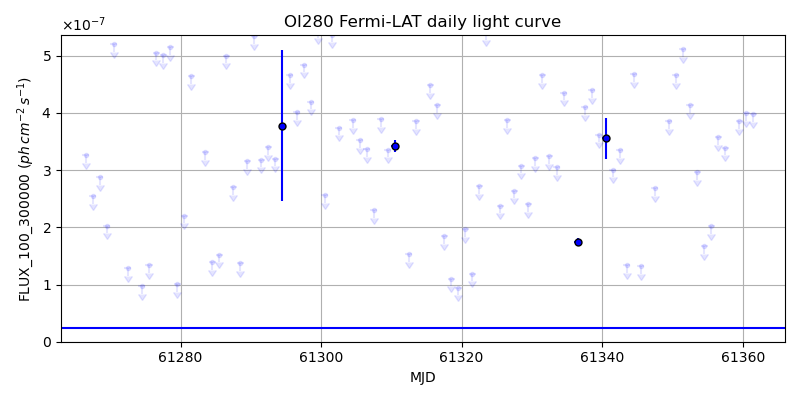 OI280 Fermi-LAT daily light curve
×10⁻⁷
FLUX_100_300000 (ph cm⁻² s⁻¹)
5
4
3
2
1
0
61280 61300 61320 61340 61360
MJD